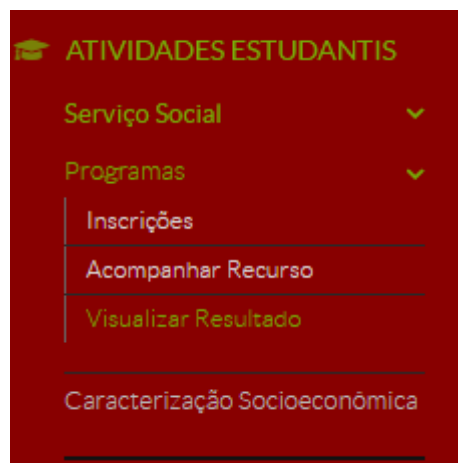 ATIVIDADES ESTUDANTIS
Serviço Social
Programas
Inscrições
Acompanhar Recurso
Visualizar Resultado
Caracterização Socioeconômica